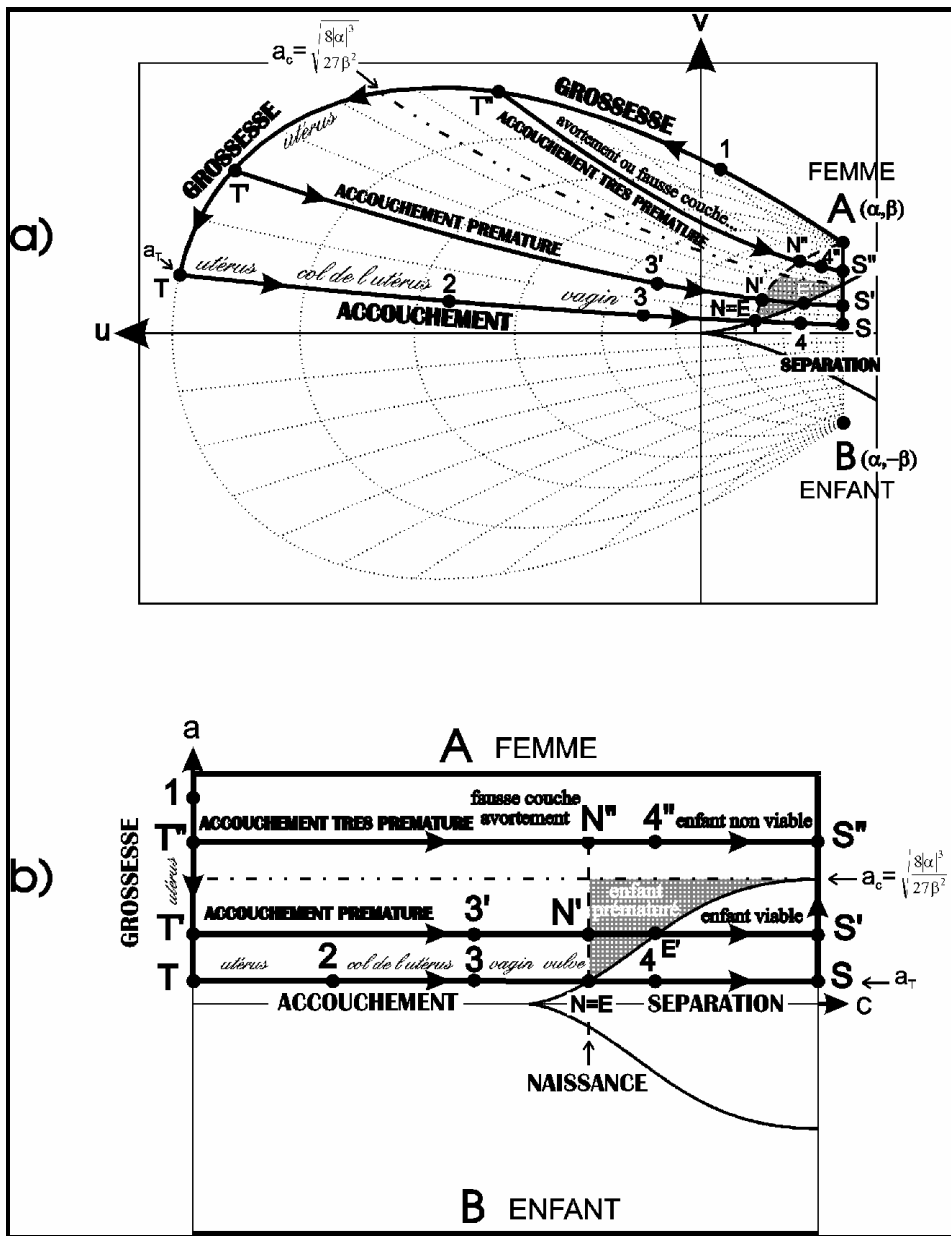 a)
v
a_c = √(8|α|³ / 27β²)
T"
GROSSESSE
avortement ou fausse couche...
ACCOUCHEMENT TRES PREMATURE
1
FEMME
A (α,β)
GROSSESSE
utérus
T'
ACCOUCHEMENT PREMATURE
N"
4"
S"
a_T
T
utérus
col de l'utérus
2
3'
vagin
3
N'
E'
S'
N=E
S
ACCOUCHEMENT
u
4
SEPARATION
B (α,-β)
ENFANT
b)
a
A FEMME
1
fausse couche
avortement
T"
ACCOUCHEMENT TRES PREMATURE
N"
4"
enfant non viable
S"
GROSSESSE
utérus
a_c = √(8|α|³ / 27β²)
enfant
prématuré
T'
ACCOUCHEMENT PREMATURE
3'
N'
E'
enfant viable
S'
T
utérus
2
col de l'utérus
3
vagin vulve
4
S
a_T
ACCOUCHEMENT
N=E
SEPARATION
c
NAISSANCE
B ENFANT